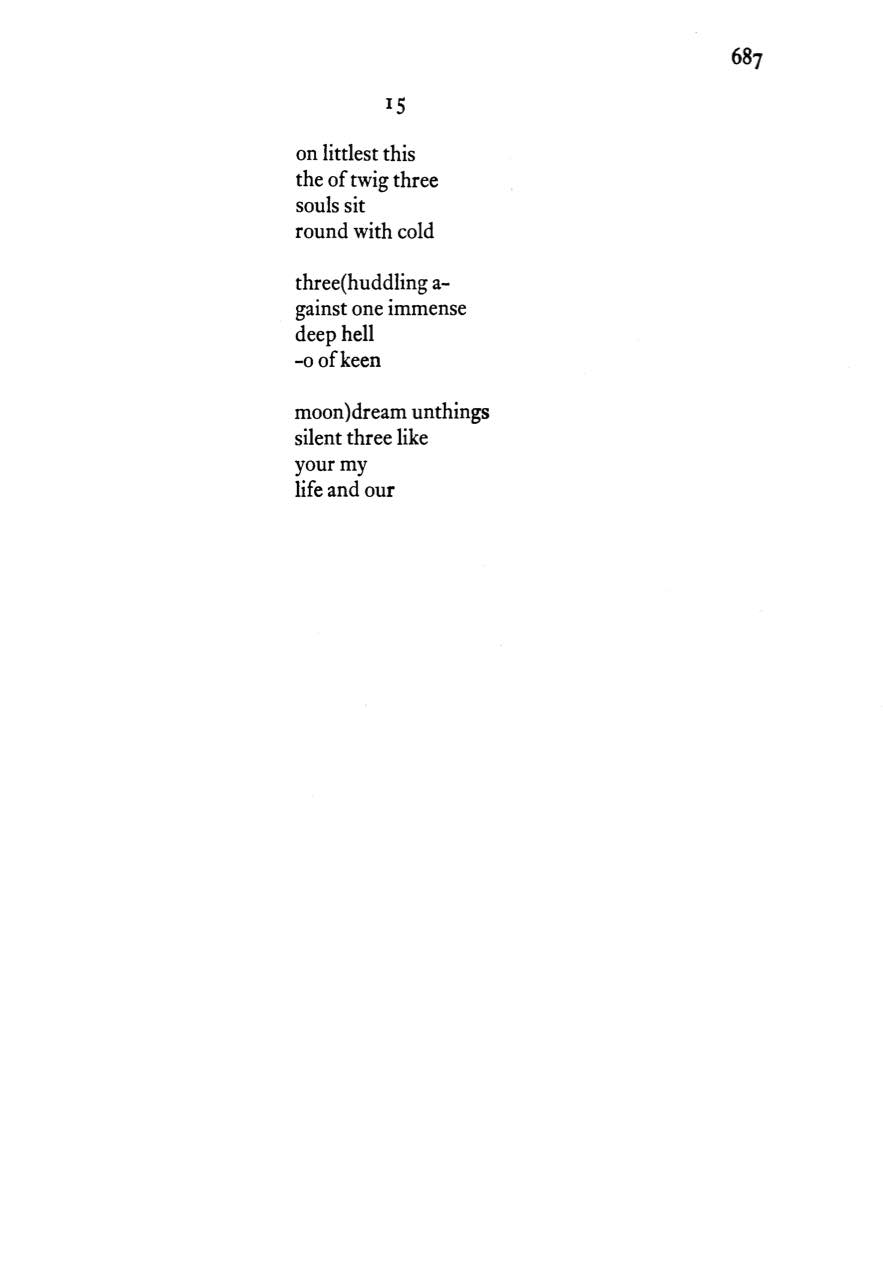 687
15
on littlest this
the of twig three
souls sit
round with cold
three(huddling a-
gainst one immense
deep hell
-o of keen
moon)dream unthings
silent three like
your my
life and our